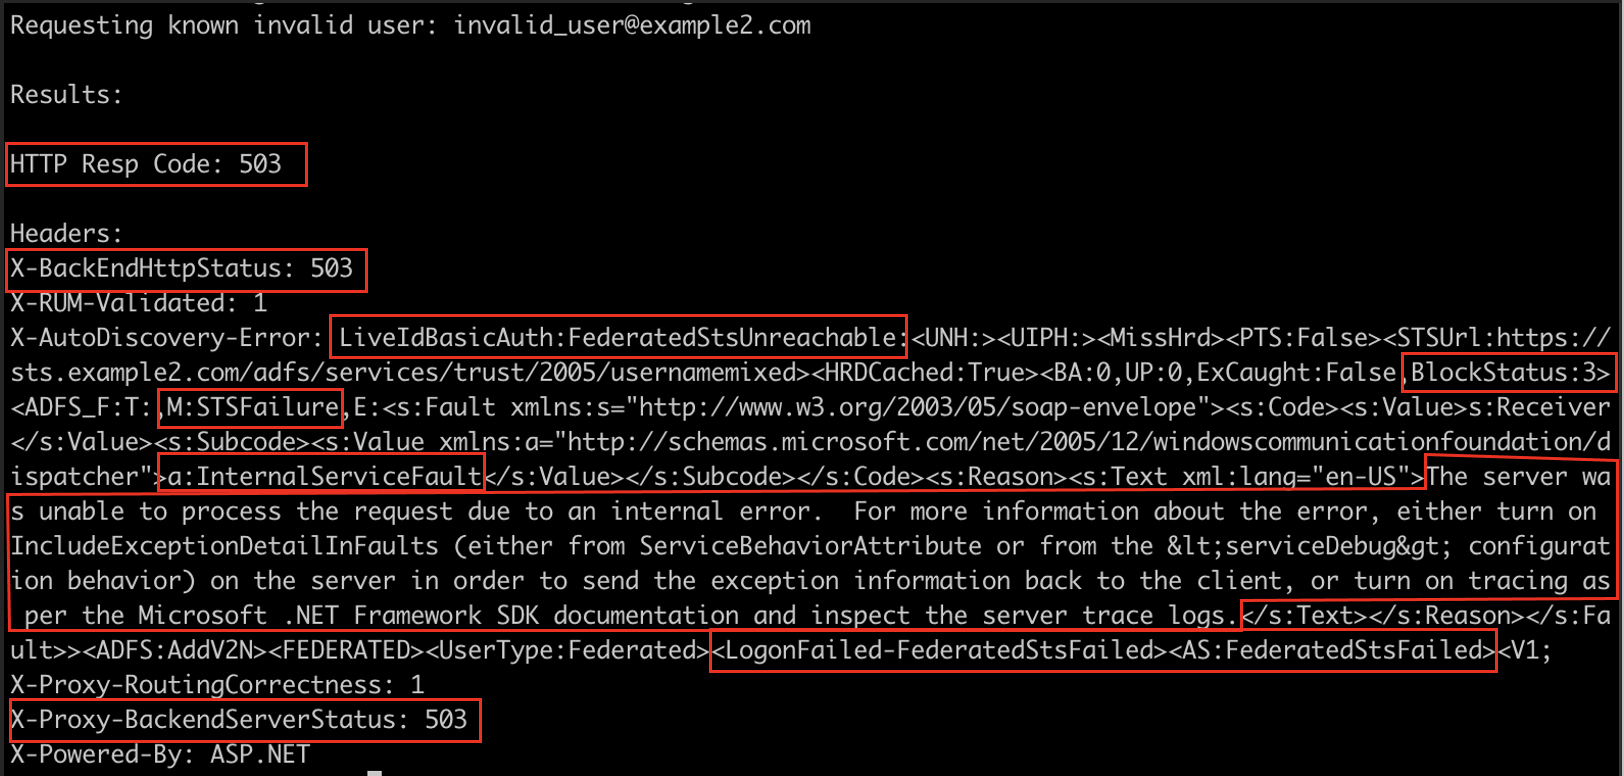 Requesting known invalid user: invalid_user@example2.com
Results:
HTTP Resp Code: 503
Headers:
X-BackEndHttpStatus: 503
X-RUM-Validated: 1
X-AutoDiscovery-Error: LiveIdBasicAuth:FederatedStsUnreachable:<UNH:><UIPH:><MissHrd><PTS:False><STSUrl:https://
sts.example2.com/adfs/services/trust/2005/usernamemixed><HRDCached:True><BA:0,UP:0,ExCaught:False,BlockStatus:3>
<ADFS_F:T:,M:STSFailure,E:<s:Fault xmlns:s="http://www.w3.org/2003/05/soap-envelope"><s:Code><s:Value>s:Receiver
</s:Value><s:Subcode><s:Value xmlns:a="http://schemas.microsoft.com/net/2005/12/windowscommunicationfoundation/d
ispatcher">a:InternalServiceFault</s:Value></s:Subcode></s:Code><s:Reason><s:Text xml:lang="en-US">The server wa
s unable to process the request due to an internal error.  For more information about the error, either turn on
IncludeExceptionDetailInFaults (either from ServiceBehaviorAttribute or from the &lt;serviceDebug&gt; configurat
ion behavior) on the server in order to send the exception information back to the client, or turn on tracing as
 per the Microsoft .NET Framework SDK documentation and inspect the server trace logs.</s:Text></s:Reason></s:Fa
ult>><ADFS:AddV2N><FEDERATED><UserType:Federated><LogonFailed-FederatedStsFailed><AS:FederatedStsFailed><V1;
X-Proxy-RoutingCorrectness: 1
X-Proxy-BackendServerStatus: 503
X-Powered-By: ASP.NET